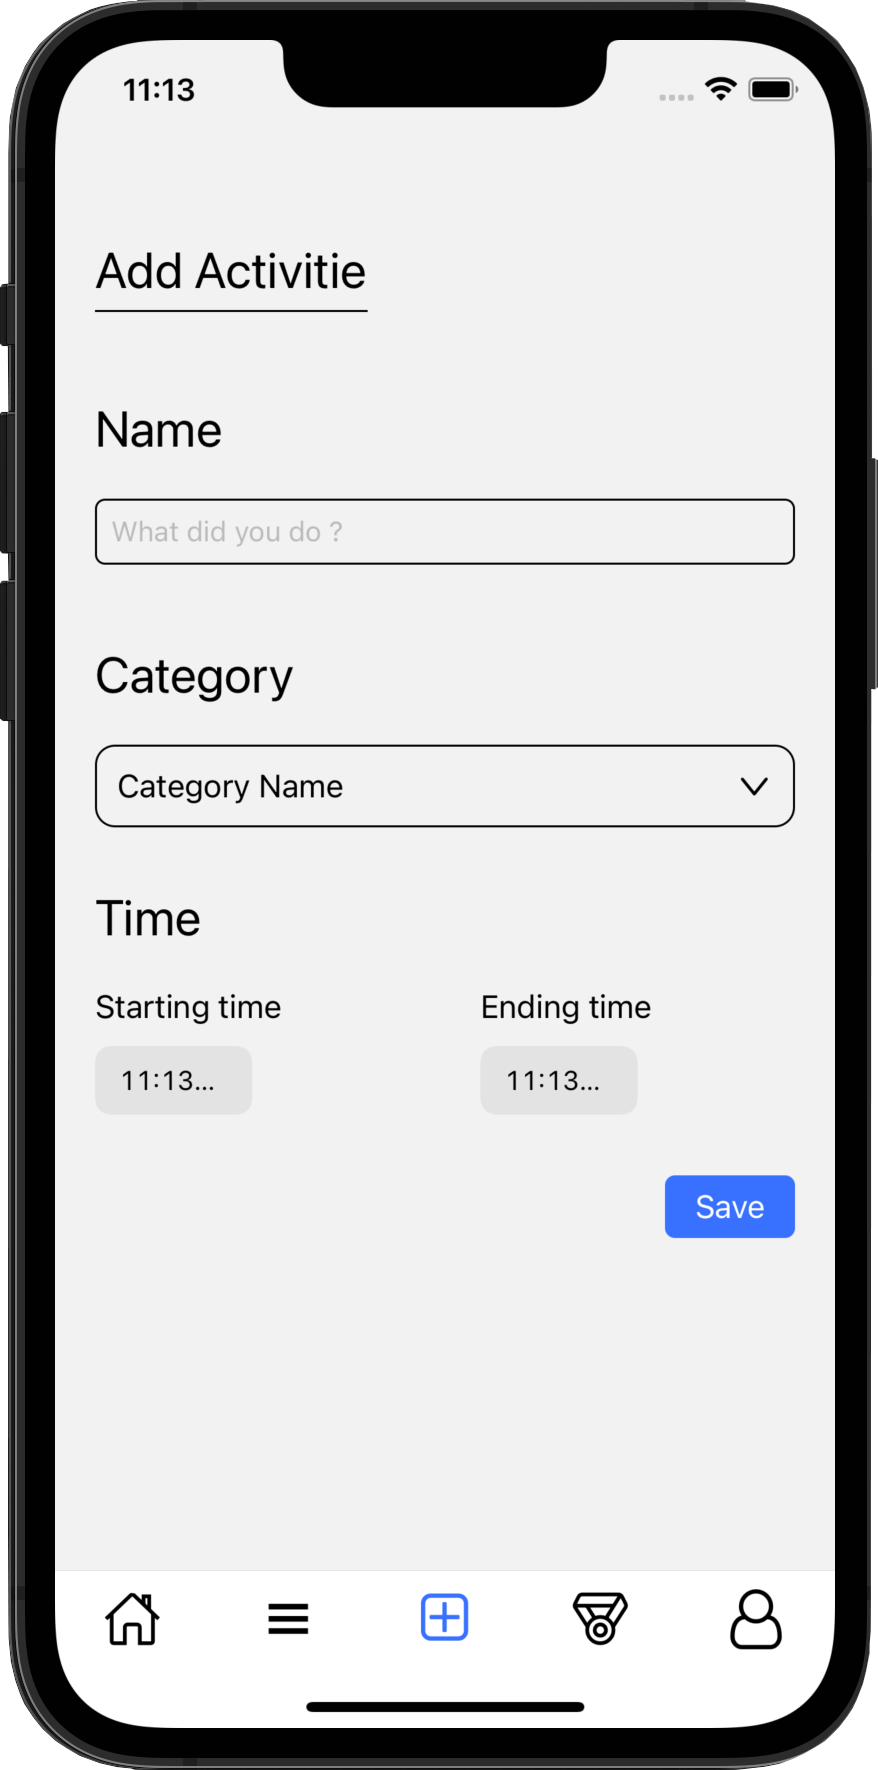 11:13
Add Activitie
Name
What did you do ?
Category
Category Name
Time
Starting time
Ending time
11:13...
11:13...
Save